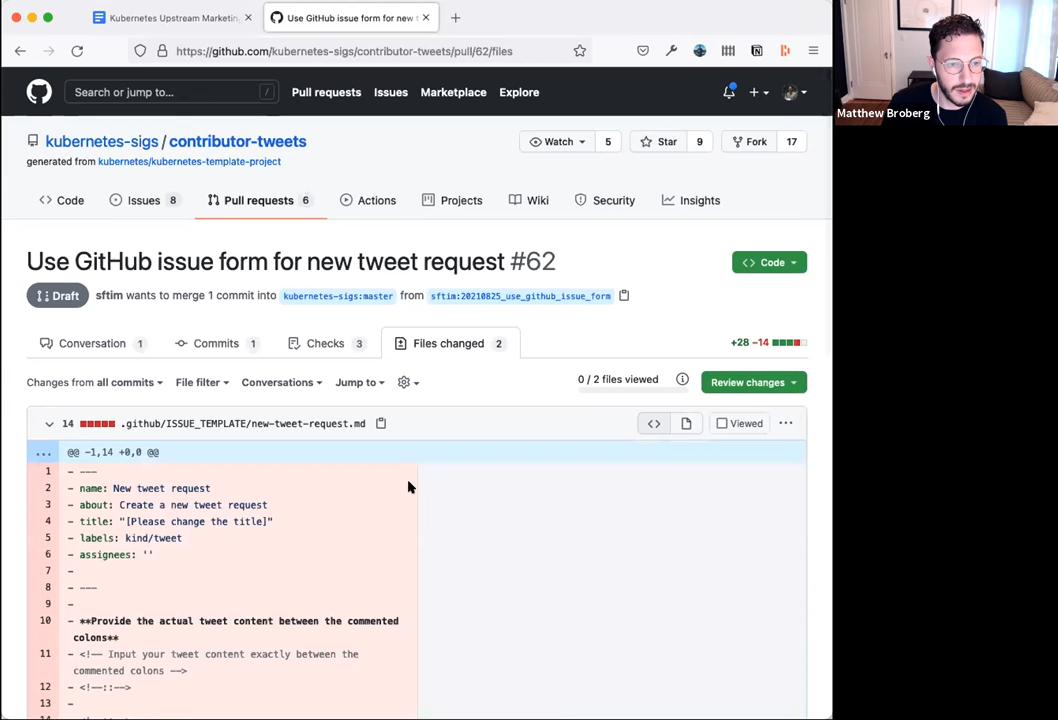 Kubernetes Upstream Marketin
Use GitHub issue form for new t
https://github.com/kubernetes-sigs/contributor-tweets/pull/62/files
Matthew Broberg
Search or jump to...
/
Pull requests
Issues
Marketplace
Explore
kubernetes-sigs / contributor-tweets
Watch 5
Star 9
Fork 17
generated from kubernetes/kubernetes-template-project
Code
Issues 8
Pull requests 6
Actions
Projects
Wiki
Security
Insights
Use GitHub issue form for new tweet request #62
Code
Draft
sftim wants to merge 1 commit into kubernetes-sigs:master from sftim:20210825_use_github_issue_form
Conversation 1
Commits 1
Checks 3
Files changed 2
+28 −14
Changes from all commits
File filter
Conversations
Jump to
0 / 2 files viewed
Review changes
14 .github/ISSUE_TEMPLATE/new-tweet-request.md
Viewed
... @@ -1,14 +0,0 @@
1 - ---
2 - name: New tweet request
3 - about: Create a new tweet request
4 - title: "[Please change the title]"
5 - labels: kind/tweet
6 - assignees: ''
7 -
8 - ---
9 -
10 - **Provide the actual tweet content between the commented
colons**
11 - <!-- Input your tweet content exactly between the
commented colons -->
12 - <!--::-->
13 -